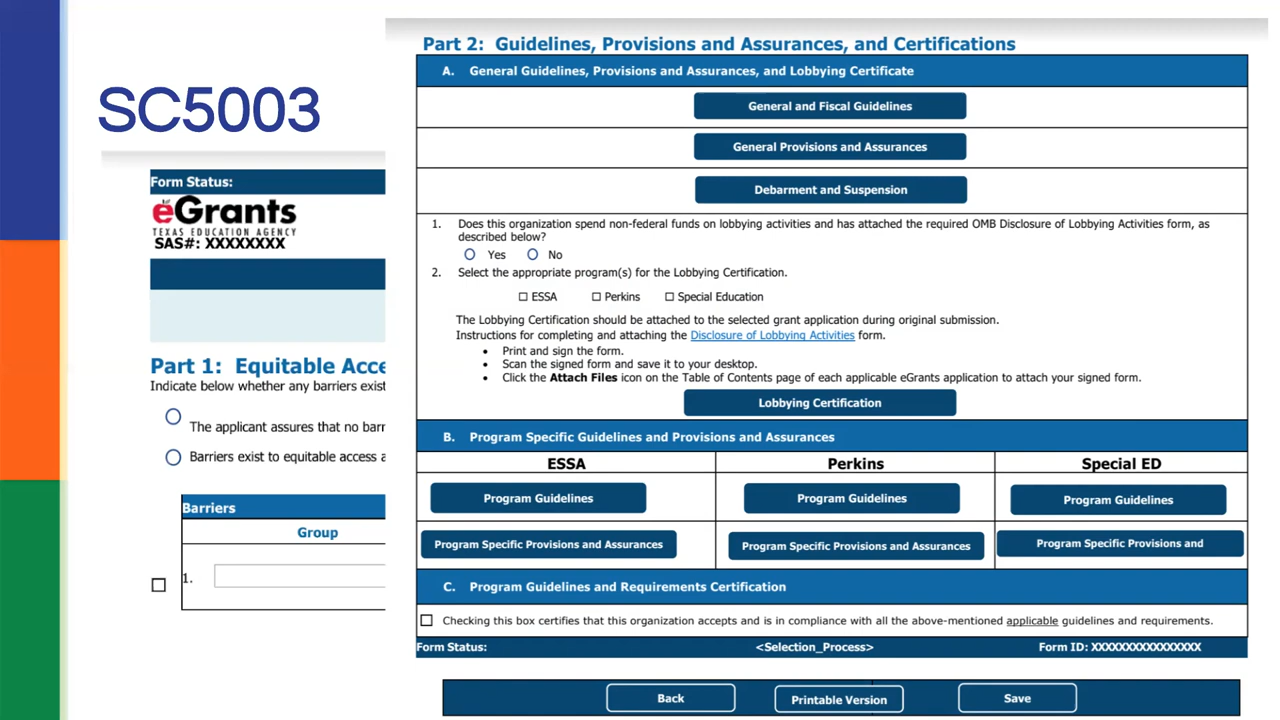 SC5003
Form Status:
eGrants
TEXAS EDUCATION AGENCY
SAS#: XXXXXXXX
Part 1: Equitable Acce
Indicate below whether any barriers exist
The applicant assures that no barr
Barriers exist to equitable access a
Barriers
Group
1.
Part 2: Guidelines, Provisions and Assurances, and Certifications
A. General Guidelines, Provisions and Assurances, and Lobbying Certificate
General and Fiscal Guidelines
General Provisions and Assurances
Debarment and Suspension
1. Does this organization spend non-federal funds on lobbying activities and has attached the required OMB Disclosure of Lobbying Activities form, as
described below?
Yes No
2. Select the appropriate program(s) for the Lobbying Certification.
☐ ESSA ☐ Perkins ☐ Special Education
The Lobbying Certification should be attached to the selected grant application during original submission.
Instructions for completing and attaching the Disclosure of Lobbying Activities form.
• Print and sign the form.
• Scan the signed form and save it to your desktop.
• Click the Attach Files icon on the Table of Contents page of each applicable eGrants application to attach your signed form.
Lobbying Certification
B. Program Specific Guidelines and Provisions and Assurances
ESSA Perkins Special ED
Program Guidelines Program Guidelines Program Guidelines
Program Specific Provisions and Assurances Program Specific Provisions and Assurances Program Specific Provisions and
C. Program Guidelines and Requirements Certification
☐ Checking this box certifies that this organization accepts and is in compliance with all the above-mentioned applicable guidelines and requirements.
Form Status: <Selection_Process> Form ID: XXXXXXXXXXXXXXXX
Back Printable Version Save